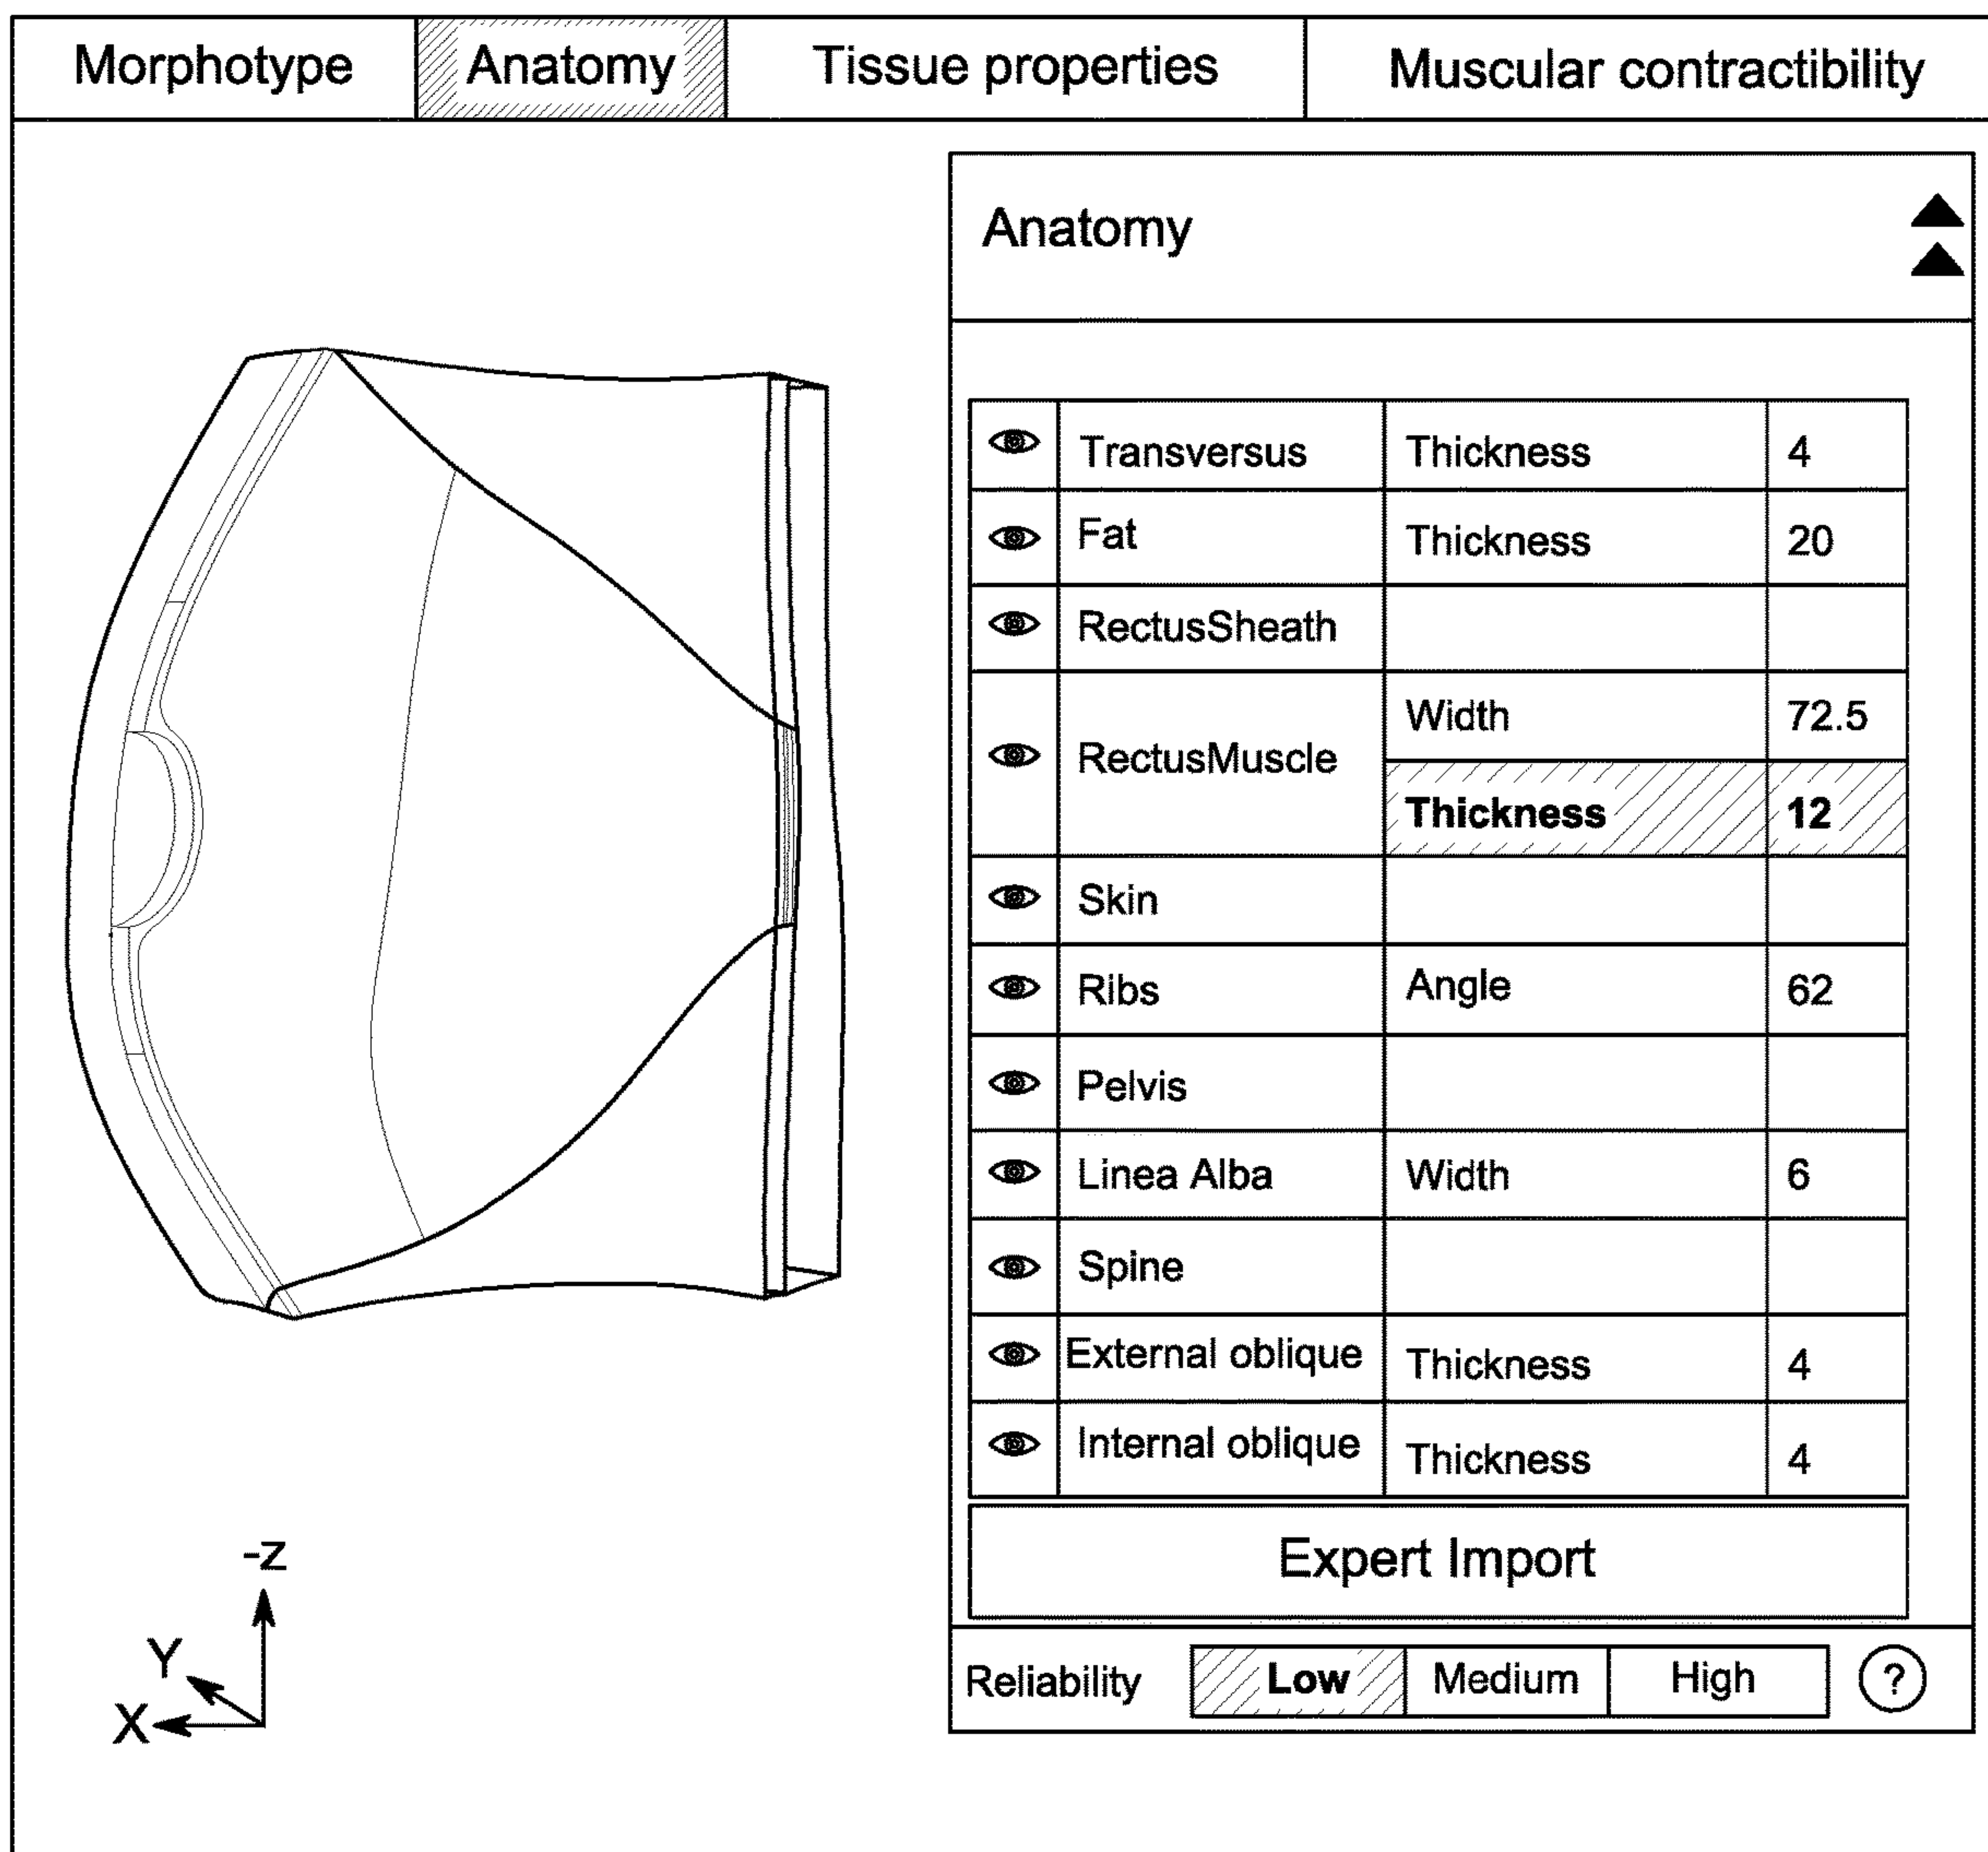 Morphotype Anatomy Tissue properties Muscular contractibility
Anatomy
Transversus Thickness 4
Fat Thickness 20
RectusSheath
RectusMuscle Width 72.5
Thickness 12
Skin
Ribs Angle 62
Pelvis
Linea Alba Width 6
Spine
External oblique Thickness 4
Internal oblique Thickness 4
Expert Import
Reliability Low Medium High ?
-z
Y
X